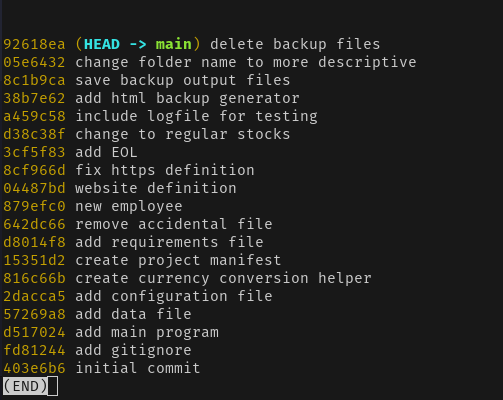 92618ea (HEAD -> main) delete backup files
05e6432 change folder name to more descriptive
8c1b9ca save backup output files
38b7e62 add html backup generator
a459c58 include logfile for testing
d38c38f change to regular stocks
3cf5f83 add EOL
8cf966d fix https definition
04487bd website definition
879efc0 new employee
642dc66 remove accidental file
d8014f8 add requirements file
15351d2 create project manifest
816c66b create currency conversion helper
2dacca5 add configuration file
57269a8 add data file
d517024 add main program
fd81244 add gitignore
403e6b6 initial commit
(END)